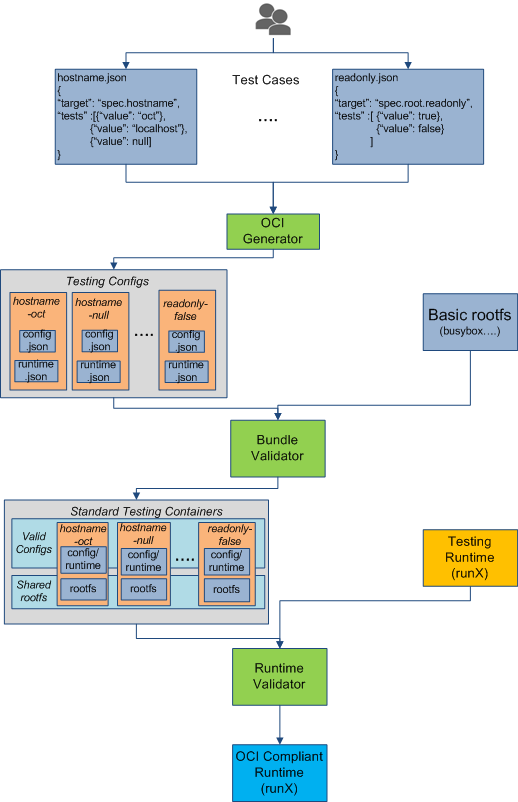 hostname.json
{
“target”: “spec.hostname”,
“tests” :[{“value”: “oct”},
{“value”: “localhost”},
{“value”: null]
}
Test Cases
....
readonly.json
{
“target”: “spec.root.readonly”,
“tests” :[ {“value”: true},
{“value”: false}
]
}
OCI
Generator
Testing Configs
hostname
-oct
config
.json
runtime
.json
hostname
-null
config
.json
runtime
.json
....
readonly-
false
config
.json
runtime
.json
Basic rootfs
(busybox....)
Bundle
Validator
Standard Testing Containers
Valid
Configs
Shared
rootfs
hostname
-oct
config/
runtime
rootfs
hostname
-null
config/
runtime
rootfs
....
readonly-
false
config/
runtime
rootfs
Testing
Runtime
(runX)
Runtime
Validator
OCI Compliant
Runtime
(runX)